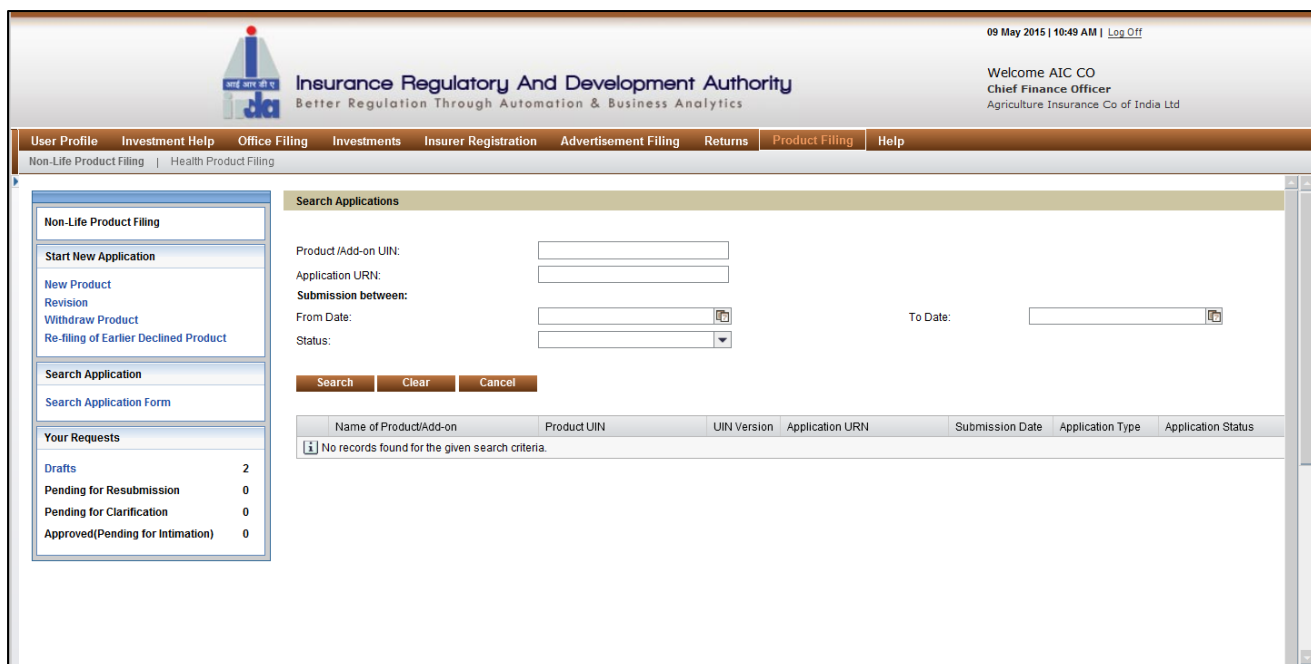 09 May 2015 | 10:49 AM | Log Off
आई आर डी ए
irda
Insurance Regulatory And Development Authority
Better Regulation Through Automation & Business Analytics
Welcome AIC CO
Chief Finance Officer
Agriculture Insurance Co of India Ltd
User Profile Investment Help Office Filing Investments Insurer Registration Advertisement Filing Returns Product Filing Help
Non-Life Product Filing | Health Product Filing
Non-Life Product Filing
Start New Application
New Product
Revision
Withdraw Product
Re-filing of Earlier Declined Product
Search Application
Search Application Form
Your Requests
Drafts 2
Pending for Resubmission 0
Pending for Clarification 0
Approved(Pending for Intimation) 0
Search Applications
Product /Add-on UIN:
Application URN:
Submission between:
From Date: To Date:
Status:
Search Clear Cancel
Name of Product/Add-on Product UIN UIN Version Application URN Submission Date Application Type Application Status
No records found for the given search criteria.